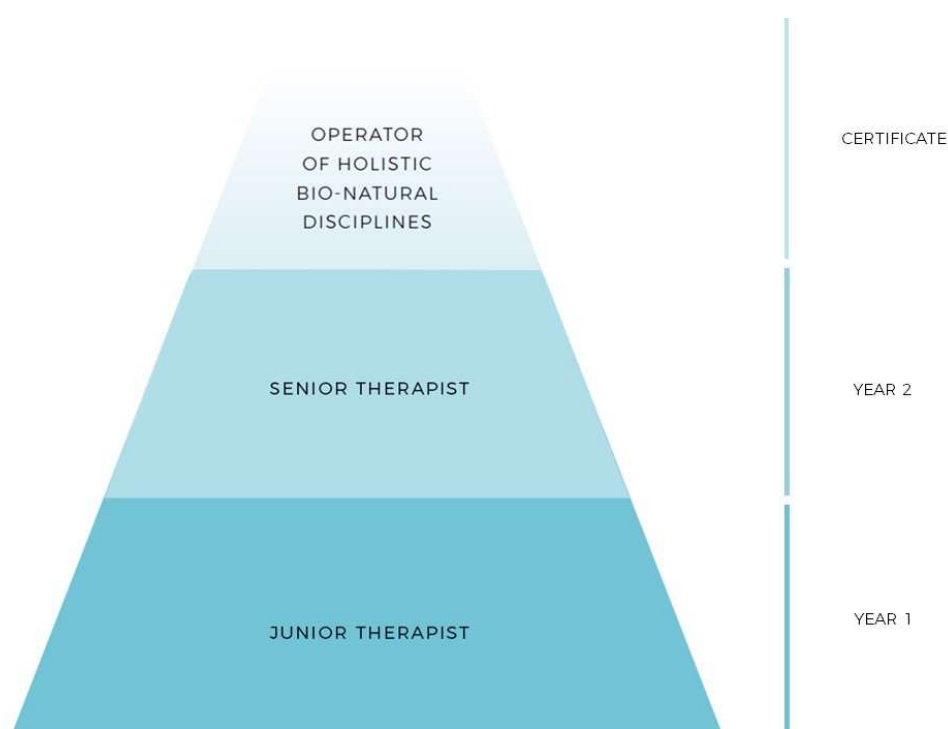 OPERATOR
OF HOLISTIC
BIO-NATURAL
DISCIPLINES
CERTIFICATE
SENIOR THERAPIST
YEAR 2
JUNIOR THERAPIST
YEAR 1